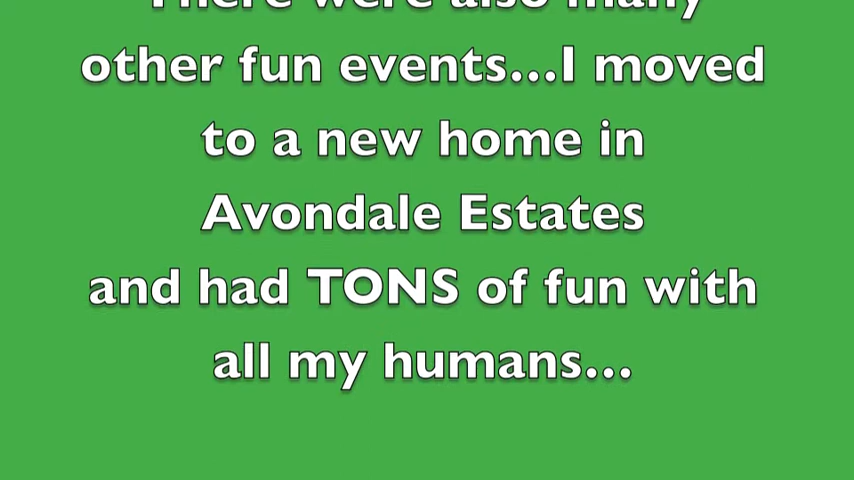 There were also many
other fun events...I moved
to a new home in
Avondale Estates
and had TONS of fun with
all my humans...